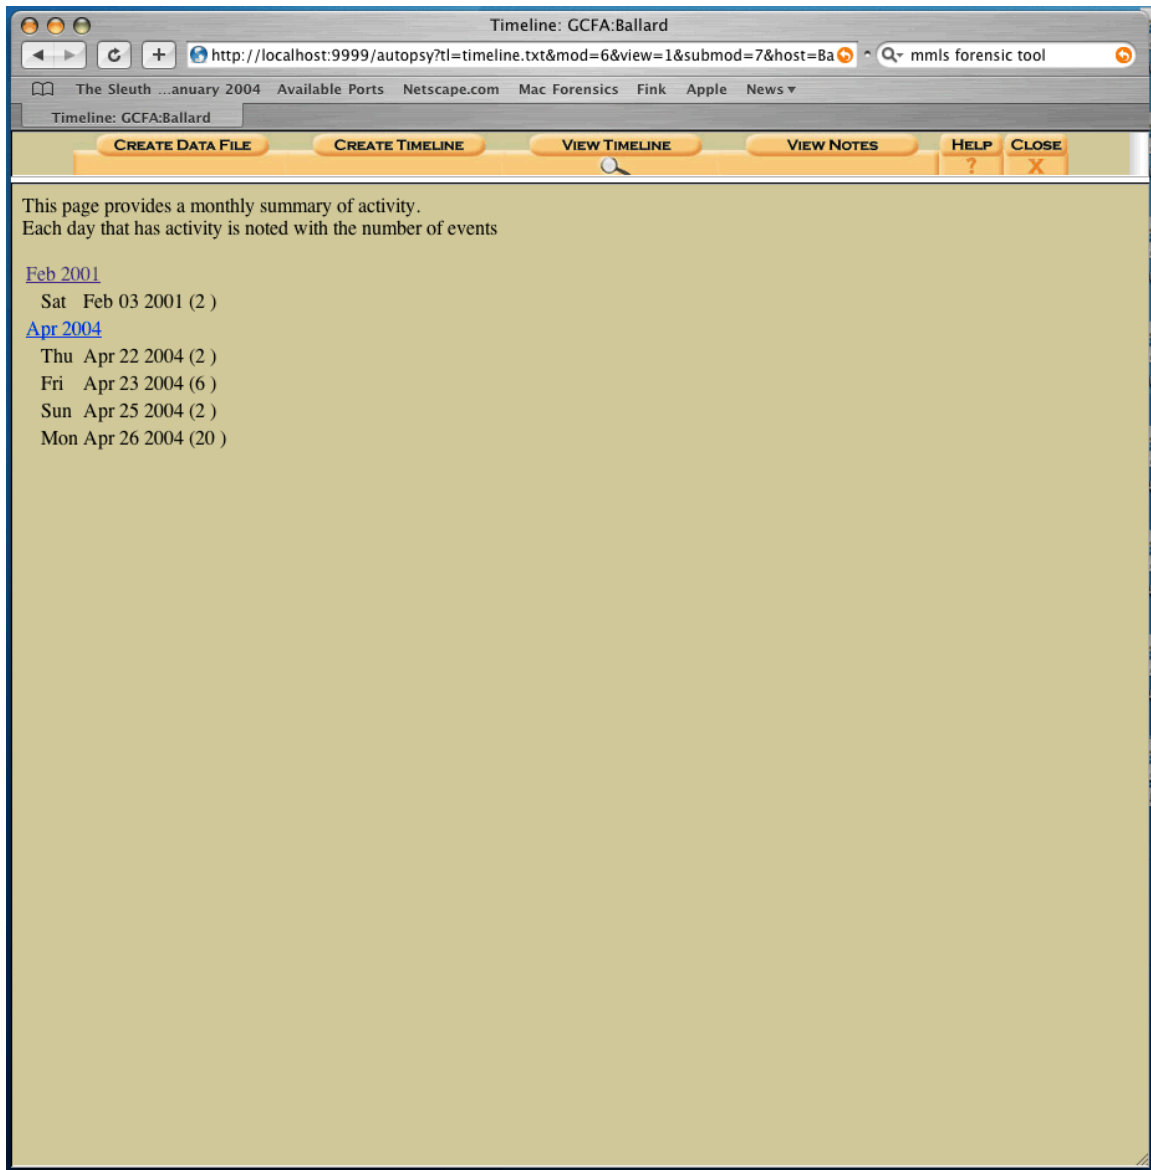 Timeline: GCFA:Ballard
http://localhost:9999/autopsy?tl=timeline.txt&mod=6&view=1&submod=7&host=Ba mmls forensic tool
The Sleuth ...anuary 2004 Available Ports Netscape.com Mac Forensics Fink Apple News
Timeline: GCFA:Ballard
CREATE DATA FILE CREATE TIMELINE VIEW TIMELINE VIEW NOTES HELP CLOSE
? X
This page provides a monthly summary of activity.
Each day that has activity is noted with the number of events
Feb 2001
Sat Feb 03 2001 (2 )
Apr 2004
Thu Apr 22 2004 (2 )
Fri Apr 23 2004 (6 )
Sun Apr 25 2004 (2 )
Mon Apr 26 2004 (20 )